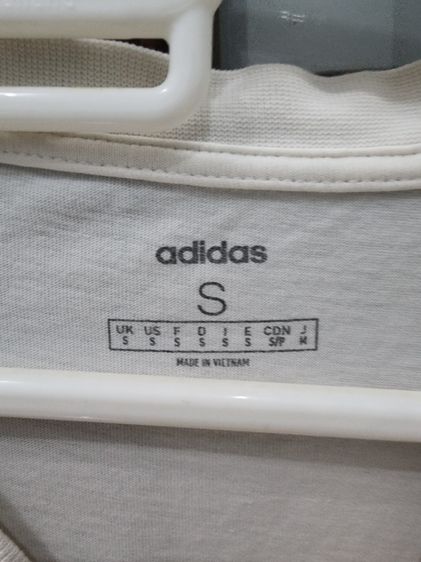 adidas
S
UK US F D I E CDN J
S S S S S S S/P M
MADE IN VIETNAM